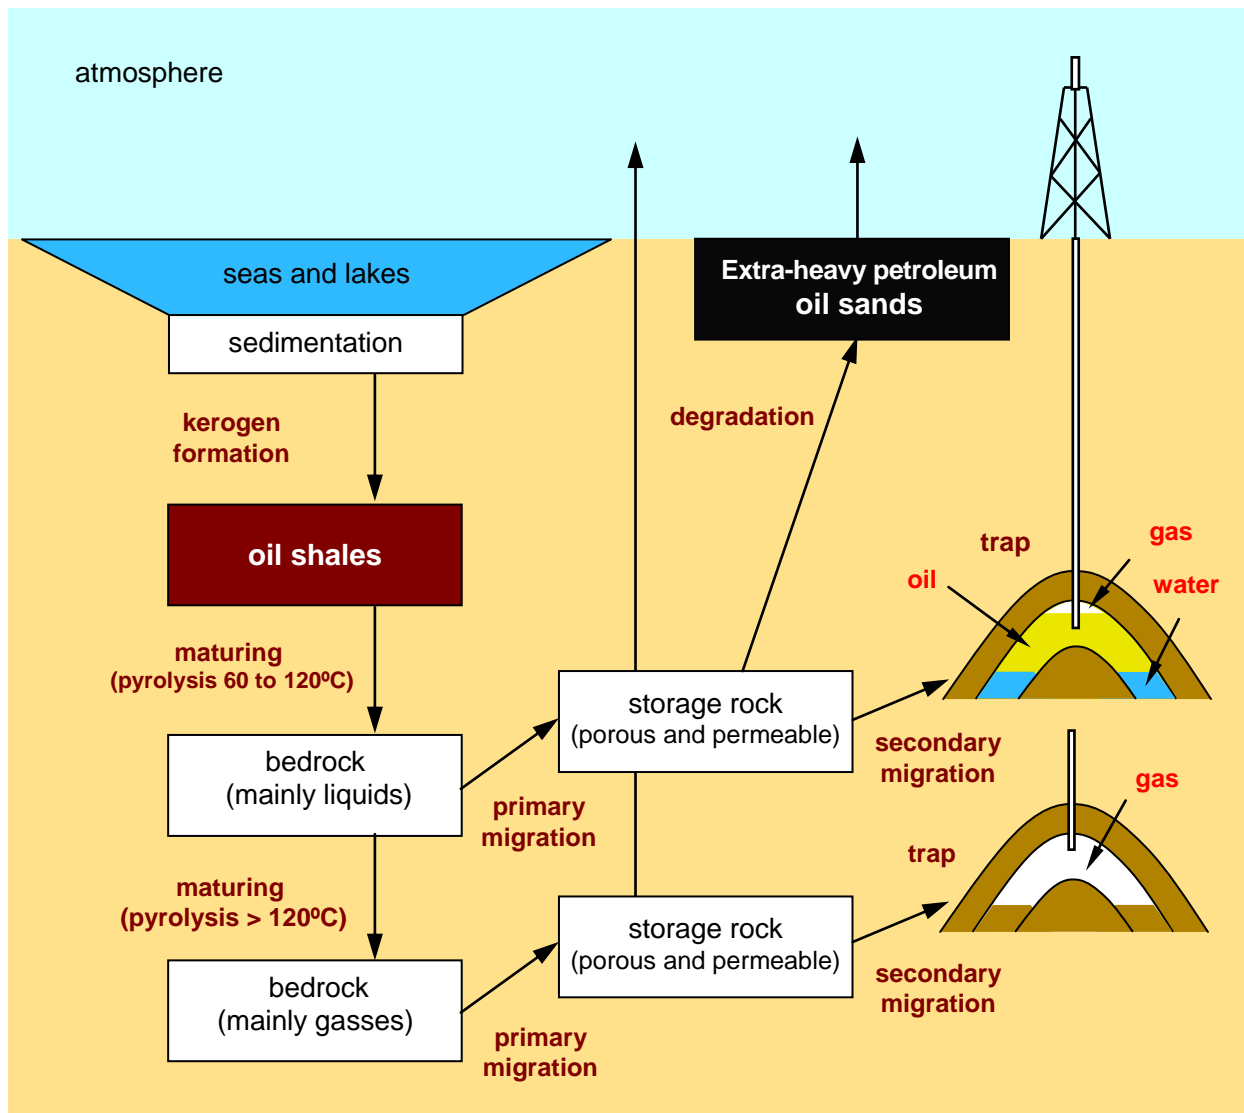 atmosphere
seas and lakes
sedimentation
Extra-heavy petroleum
oil sands
kerogen
formation
degradation
oil shales
trap
gas
oil
water
maturing
(pyrolysis 60 to 120ºC)
storage rock
(porous and permeable)
bedrock
(mainly liquids)
primary
migration
secondary
migration
gas
trap
maturing
(pyrolysis > 120ºC)
storage rock
(porous and permeable)
bedrock
(mainly gasses)
primary
migration
secondary
migration